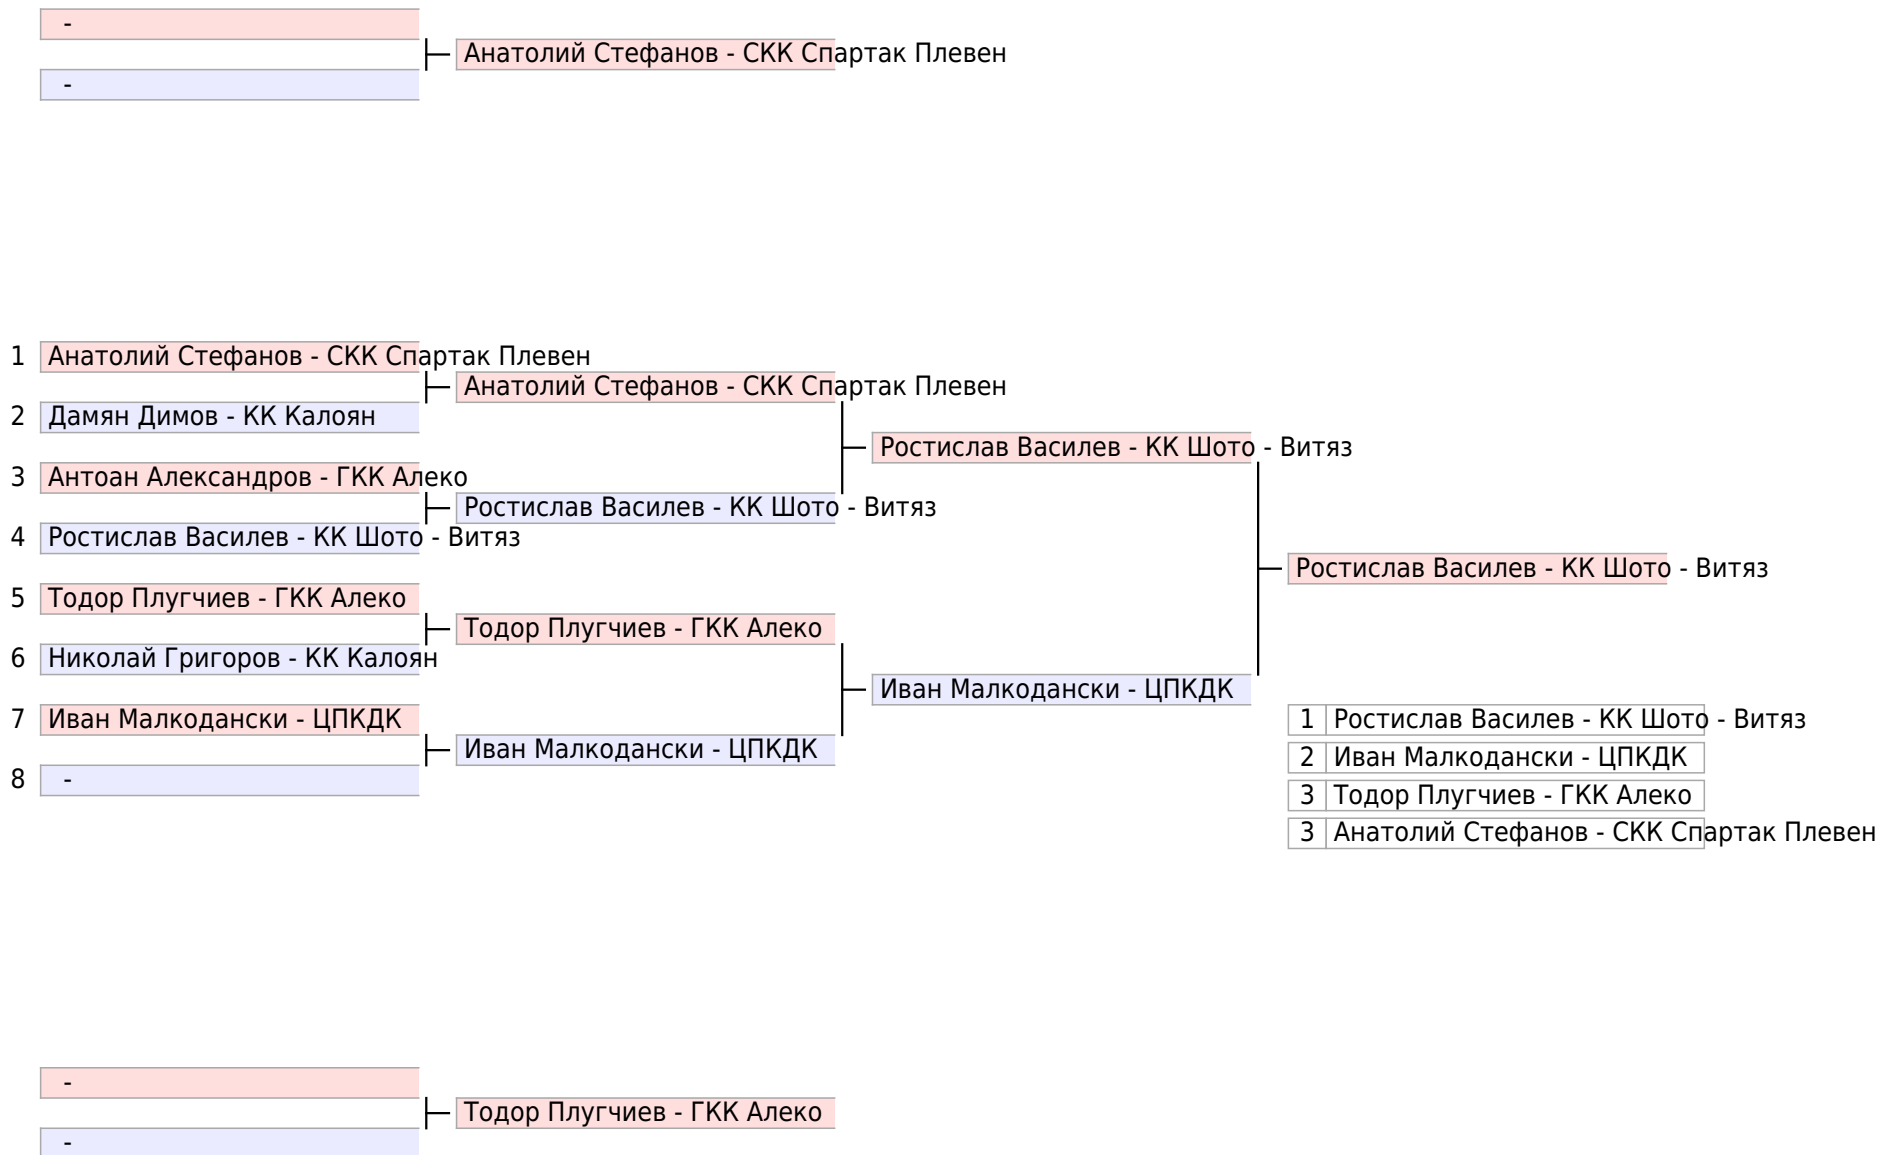 -
Анатолий Стефанов - СКК Спартак Плевен
-
1 Анатолий Стефанов - СКК Спартак Плевен
Анатолий Стефанов - СКК Спартак Плевен
2 Дамян Димов - КК Калоян
Ростислав Василев - КК Шото - Витяз
3 Антоан Александров - ГКК Алеко
Ростислав Василев - КК Шото - Витяз
4 Ростислав Василев - КК Шото - Витяз
Ростислав Василев - КК Шото - Витяз
5 Тодор Плугчиев - ГКК Алеко
Тодор Плугчиев - ГКК Алеко
6 Николай Григоров - КК Калоян
Иван Малкодански - ЦПКДК
7 Иван Малкодански - ЦПКДК
Иван Малкодански - ЦПКДК
8 -
1 Ростислав Василев - КК Шото - Витяз
2 Иван Малкодански - ЦПКДК
3 Тодор Плугчиев - ГКК Алеко
3 Анатолий Стефанов - СКК Спартак Плевен
-
Тодор Плугчиев - ГКК Алеко
-